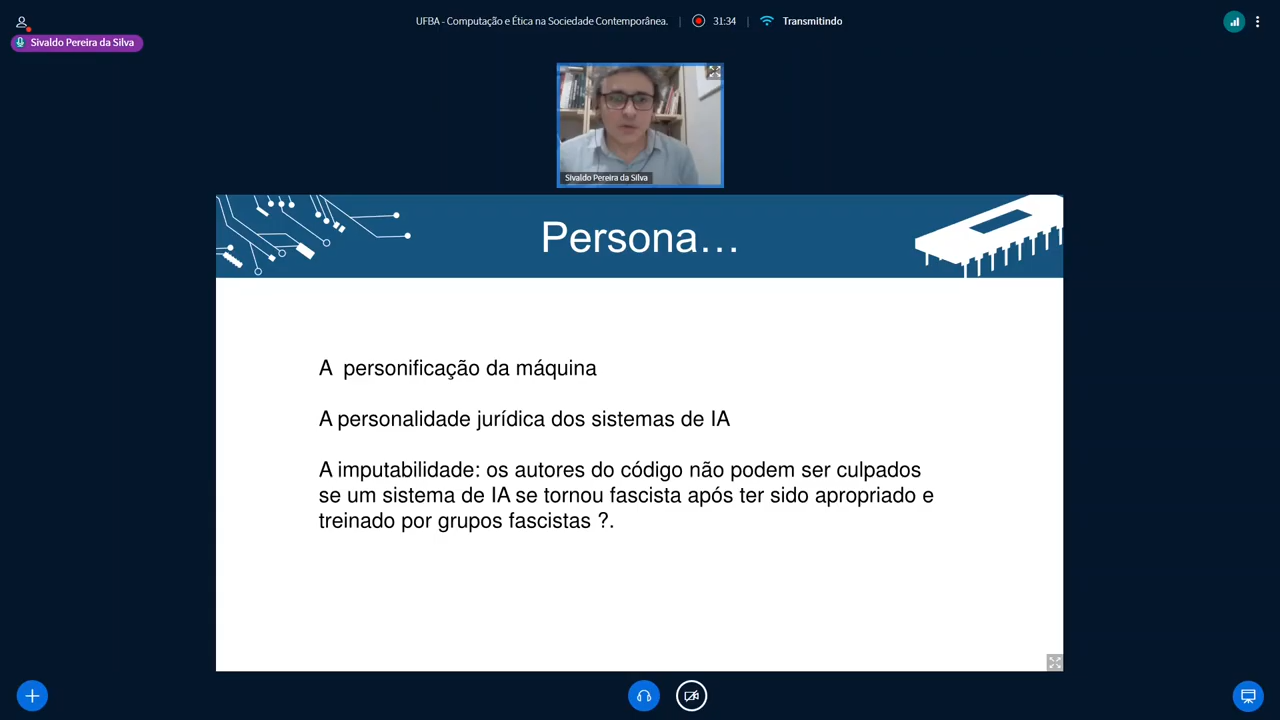 UFBA - Computação e Ética na Sociedade Contemporânea.
31:34
Transmitindo
Sivaldo Pereira da Silva
Sivaldo Pereira da Silva
Persona...
A  personificação da máquina
A personalidade jurídica dos sistemas de IA
A imputabilidade: os autores do código não podem ser culpados
se um sistema de IA se tornou fascista após ter sido apropriado e
treinado por grupos fascistas ?.